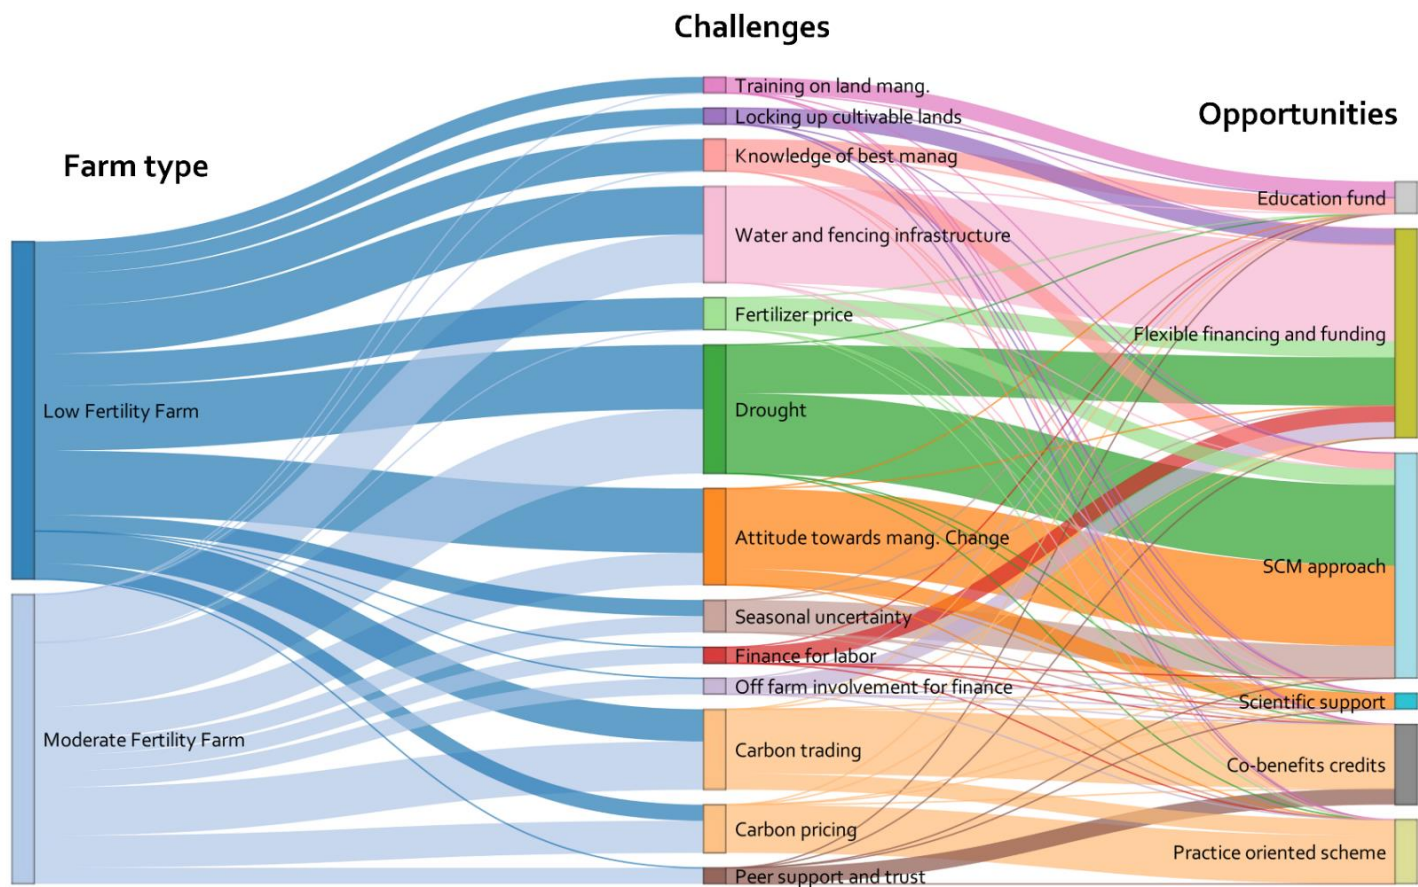 Challenges
Opportunities
Farm type
Training on land mang.
Locking up cultivable lands
Knowledge of best manag
Water and fencing infrastructure
Fertilizer price
Drought
Attitude towards mang. Change
Seasonal uncertainty
Finance for labor
Off farm involvement for finance
Carbon trading
Carbon pricing
Peer support and trust
Low Fertility Farm
Moderate Fertility Farm
Education fund
Flexible financing and funding
SCM approach
Scientific support
Co-benefits credits
Practice oriented scheme